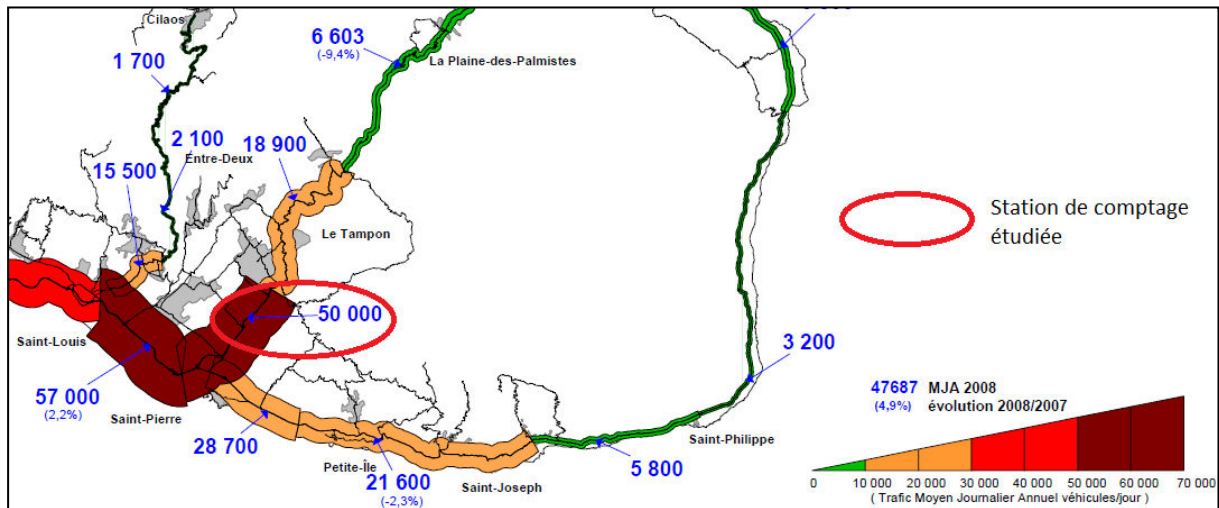 Cilaos
1 700
6 603
(-9,4%)
La Plaine-des-Palmistes
2 100
Entre-Deux
18 900
15 500
Le Tampon
Station de comptage
étudiée
50 000
Saint-Louis
57 000
(2,2%)
Saint-Pierre
28 700
Petite-Île
21 600
(-2,3%)
Saint-Joseph
5 800
Saint-Philippe
3 200
47687 MJA 2008
(4,9%) évolution 2008/2007
0 10 000 20 000 30 000 40 000 50 000 60 000 70 000
( Trafic Moyen Journalier Annuel véhicules/jour )